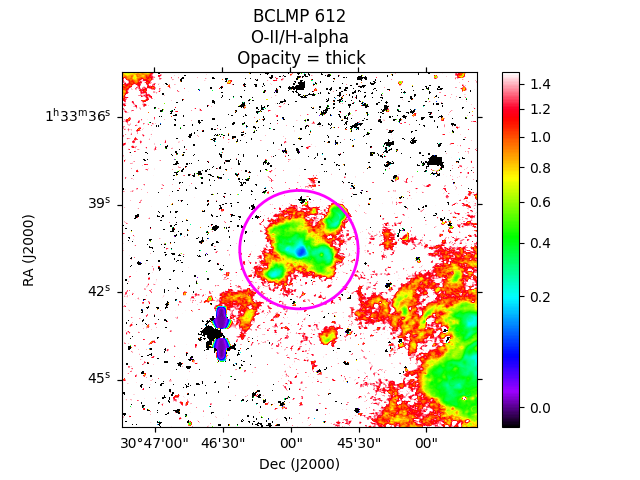 BCLMP 612
O-II/H-alpha
Opacity = thick
1ʰ33ᵐ36ˢ
39ˢ
42ˢ
45ˢ
RA (J2000)
30°47'00" 46'30" 00" 45'30" 00"
Dec (J2000)
1.4
1.2
1.0
0.8
0.6
0.4
0.2
0.0